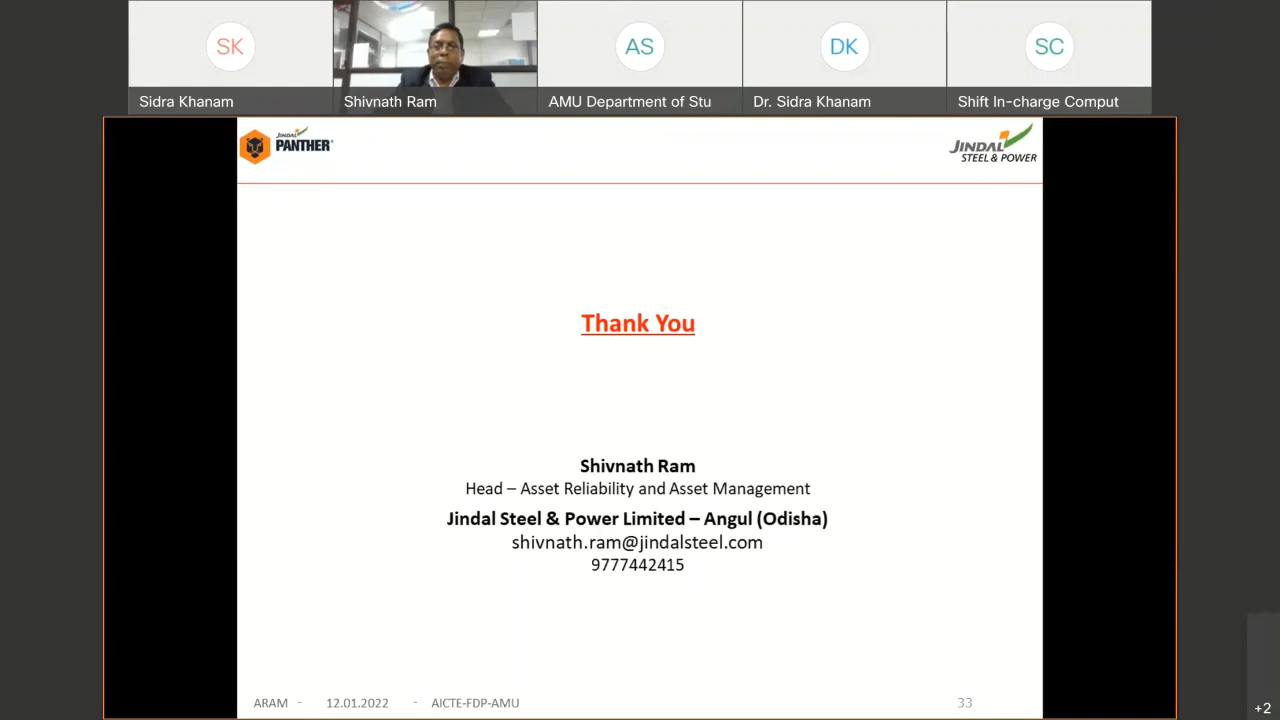 SK
AS
DK
SC
Sidra Khanam
Shivnath Ram
AMU Department of Stu
Dr. Sidra Khanam
Shift In-charge Comput
JINDAL
PANTHER
JINDAL
STEEL & POWER
Thank You
Shivnath Ram
Head – Asset Reliability and Asset Management
Jindal Steel & Power Limited – Angul (Odisha)
shivnath.ram@jindalsteel.com
9777442415
ARAM - 12.01.2022 - AICTE-FDP-AMU 33
+2